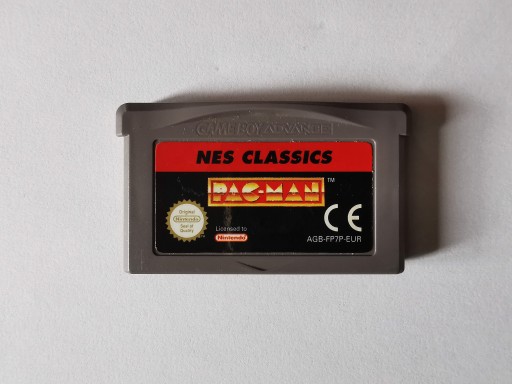 GAME BOY ADVANCE
NES CLASSICS
PAC-MAN ™
Original
Nintendo
Seal of
Quality
Licensed to
Nintendo
CE
AGB-FP7P-EUR